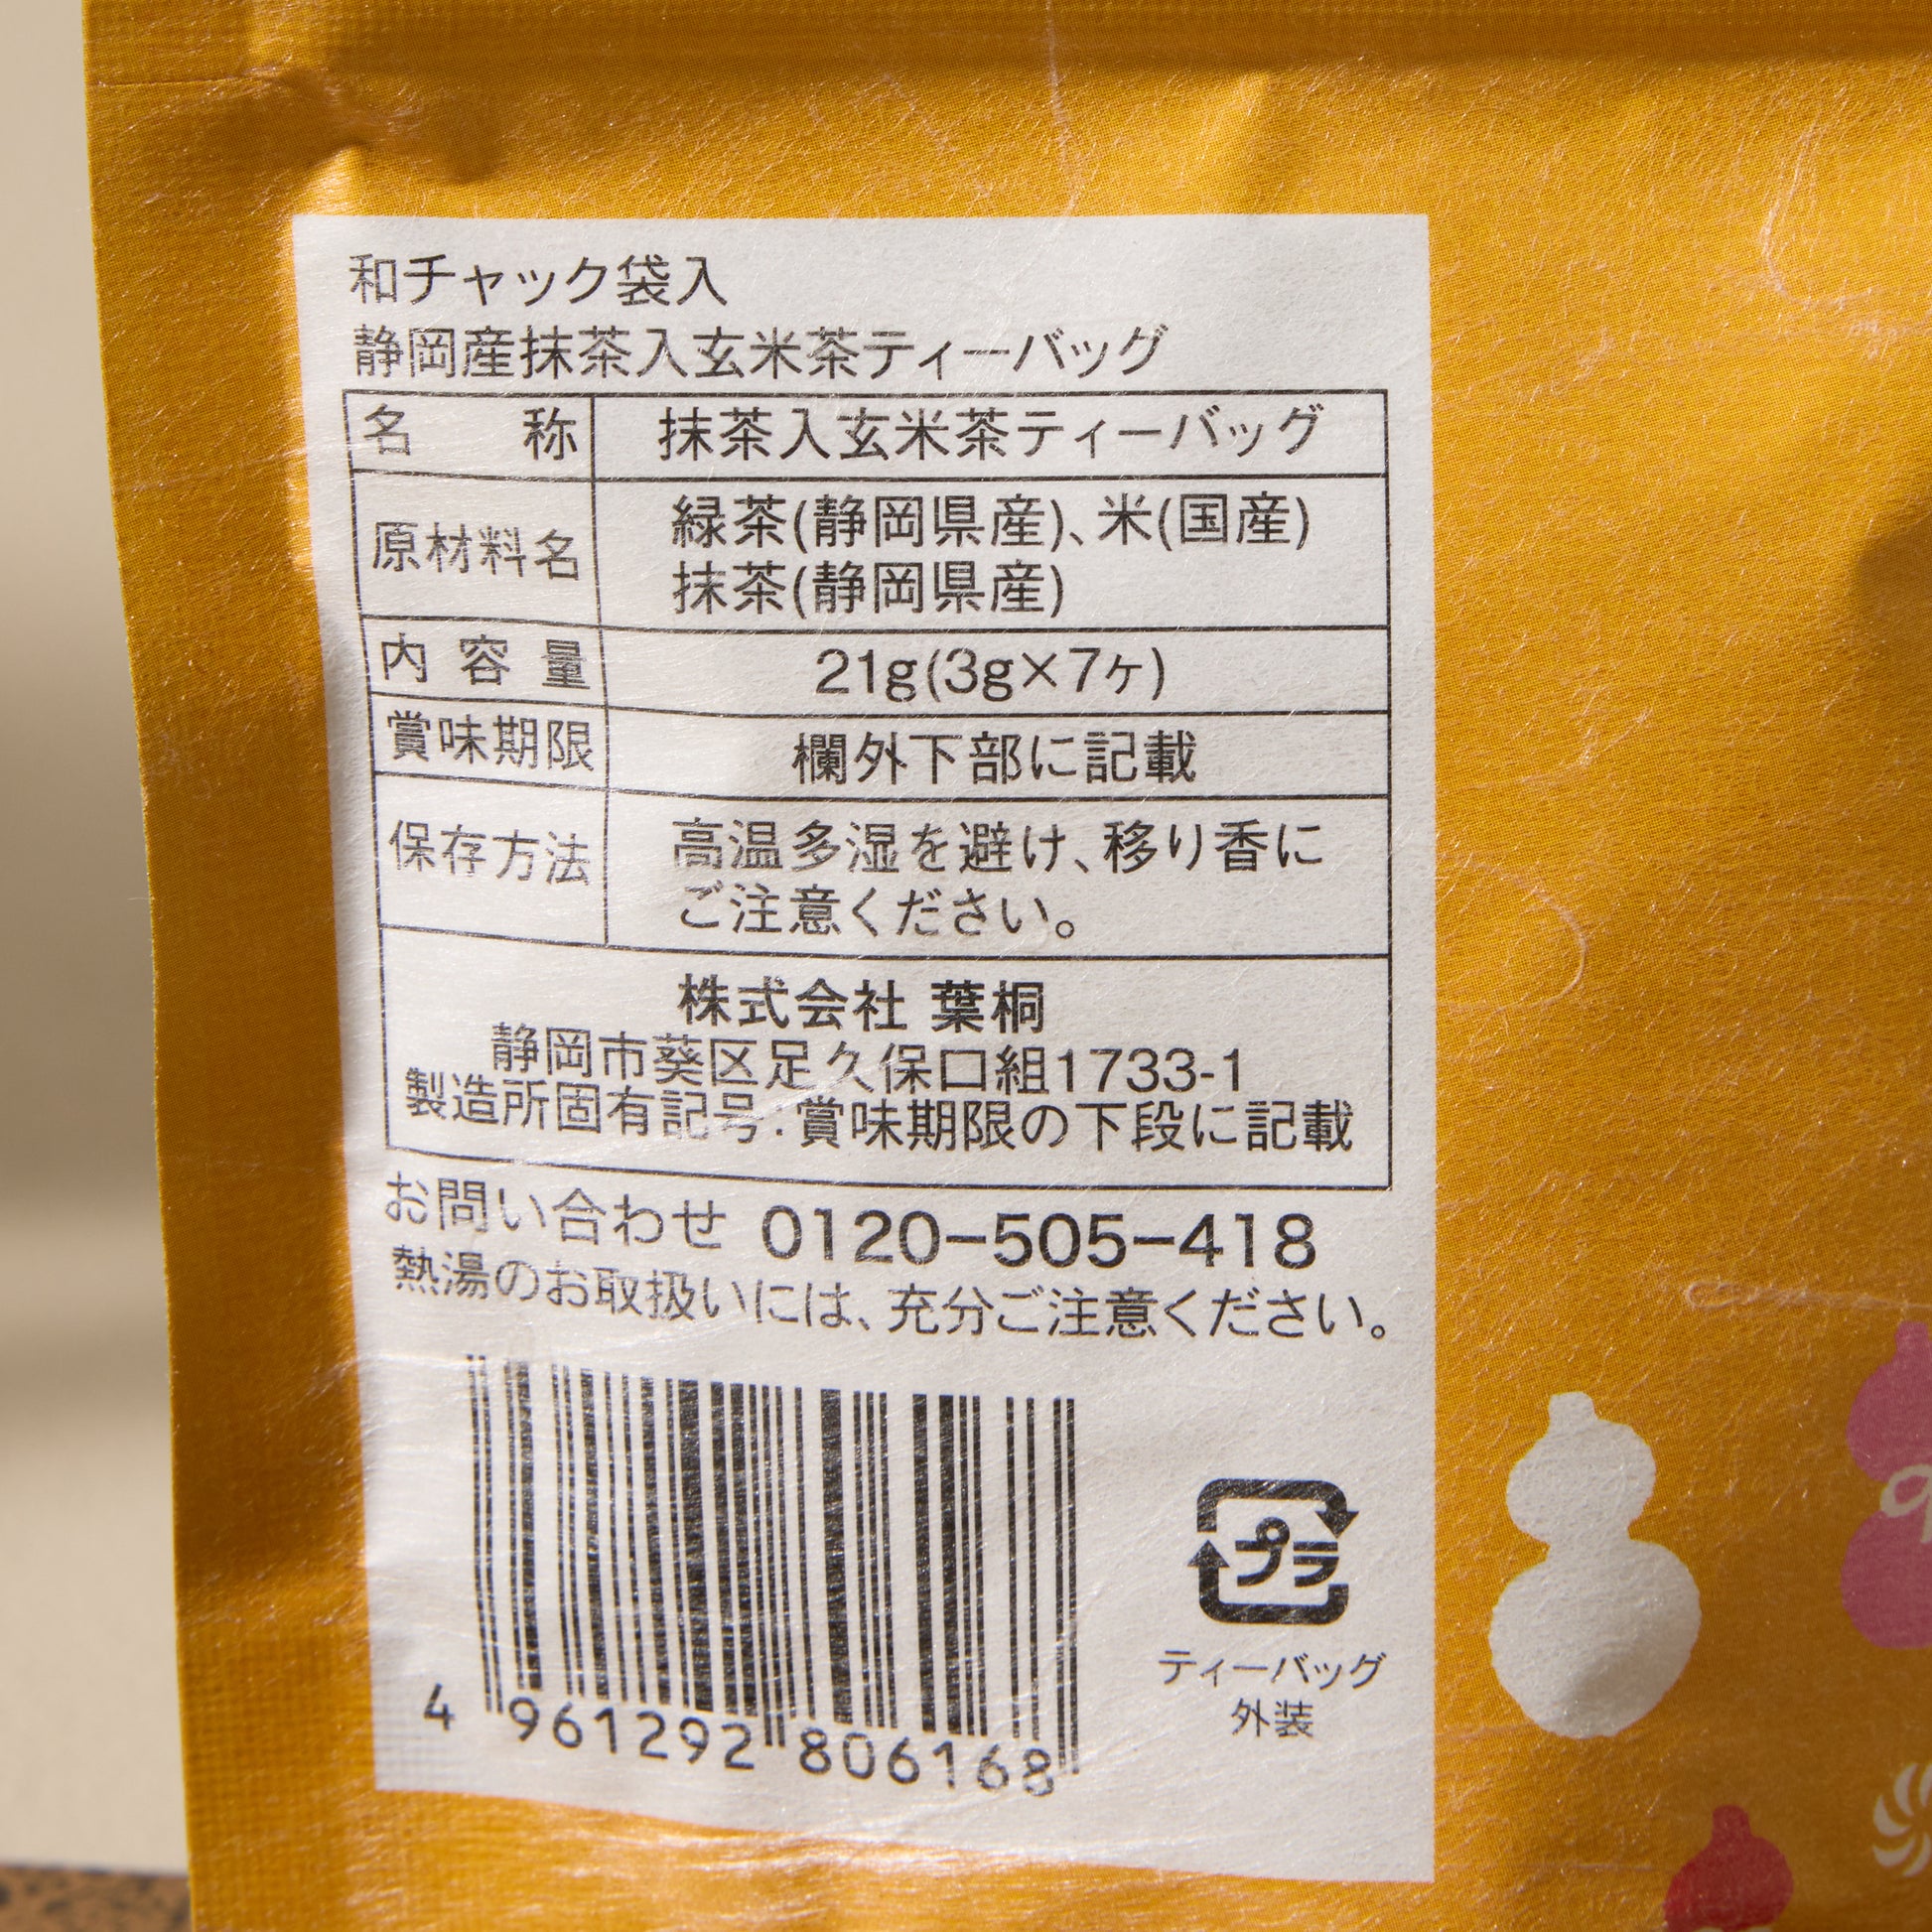 和チャック袋入
静岡産抹茶入玄米茶ティーバッグ
名称 抹茶入玄米茶ティーバッグ
原材料名 緑茶(静岡県産)、米(国産)
抹茶(静岡県産)
内容量 21g(3g×7ヶ)
賞味期限 欄外下部に記載
保存方法 高温多湿を避け、移り香に
ご注意ください。
株式会社 葉桐
静岡市葵区足久保口組1733-1
製造所固有記号:賞味期限の下段に記載
お問い合わせ 0120-505-418
熱湯のお取扱いには、充分ご注意ください。
プラ
ティーバッグ
外装
4 961292 806168